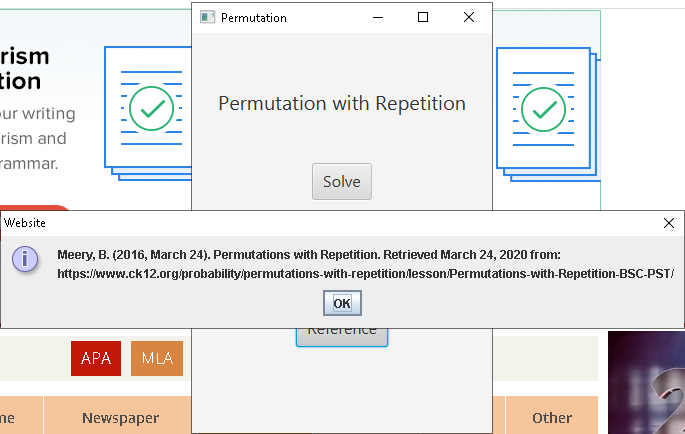 Permutation
rism
tion
our writing
rism and
rammar.
Permutation with Repetition
Solve
Website
Meery, B. (2016, March 24). Permutations with Repetition. Retrieved March 24, 2020 from:
https://www.ck12.org/probability/permutations-with-repetition/lesson/Permutations-with-Repetition-BSC-PST/
OK
Reference
APA
MLA
me
Newspaper
Other
2